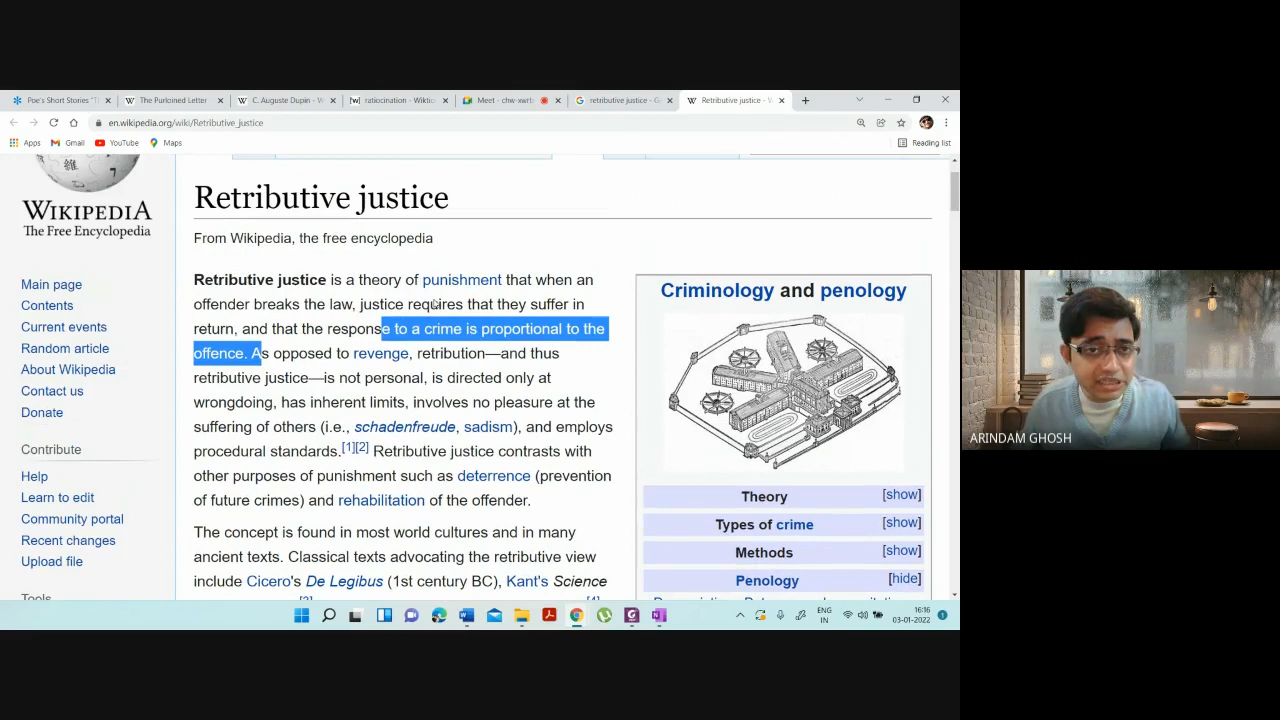 Poe's Short Stories "T
The Purloined Letter
C. Auguste Dupin - W
ratiocination - Wiktio
Meet - chw-xwrt
retributive justice - G
Retributive justice - W
en.wikipedia.org/wiki/Retributive_justice
Apps
Gmail
YouTube
Maps
Reading list
WIKIPEDIA
The Free Encyclopedia
Main page
Contents
Current events
Random article
About Wikipedia
Contact us
Donate
Contribute
Help
Learn to edit
Community portal
Recent changes
Upload file
Tools
Retributive justice
From Wikipedia, the free encyclopedia
Retributive justice is a theory of punishment that when an
offender breaks the law, justice requires that they suffer in
return, and that the response to a crime is proportional to the
offence. As opposed to revenge, retribution—and thus
retributive justice—is not personal, is directed only at
wrongdoing, has inherent limits, involves no pleasure at the
suffering of others (i.e., schadenfreude, sadism), and employs
procedural standards.[1][2] Retributive justice contrasts with
other purposes of punishment such as deterrence (prevention
of future crimes) and rehabilitation of the offender.
The concept is found in most world cultures and in many
ancient texts. Classical texts advocating the retributive view
include Cicero's De Legibus (1st century BC), Kant's Science
Criminology and penology
Theory [show]
Types of crime [show]
Methods [show]
Penology [hide]
ARINDAM GHOSH
ENG
IN
16:16
03-01-2022